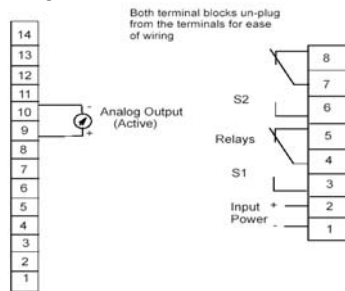 Both terminal blocks un-plug
from the terminals for ease
of wiring
14
13
12
11
10
9
8
7
6
5
4
3
2
1
-
Analog Output
(Active)
+
8
7
6
5
4
3
2
1
S2
Relays
S1
Input +
Power -